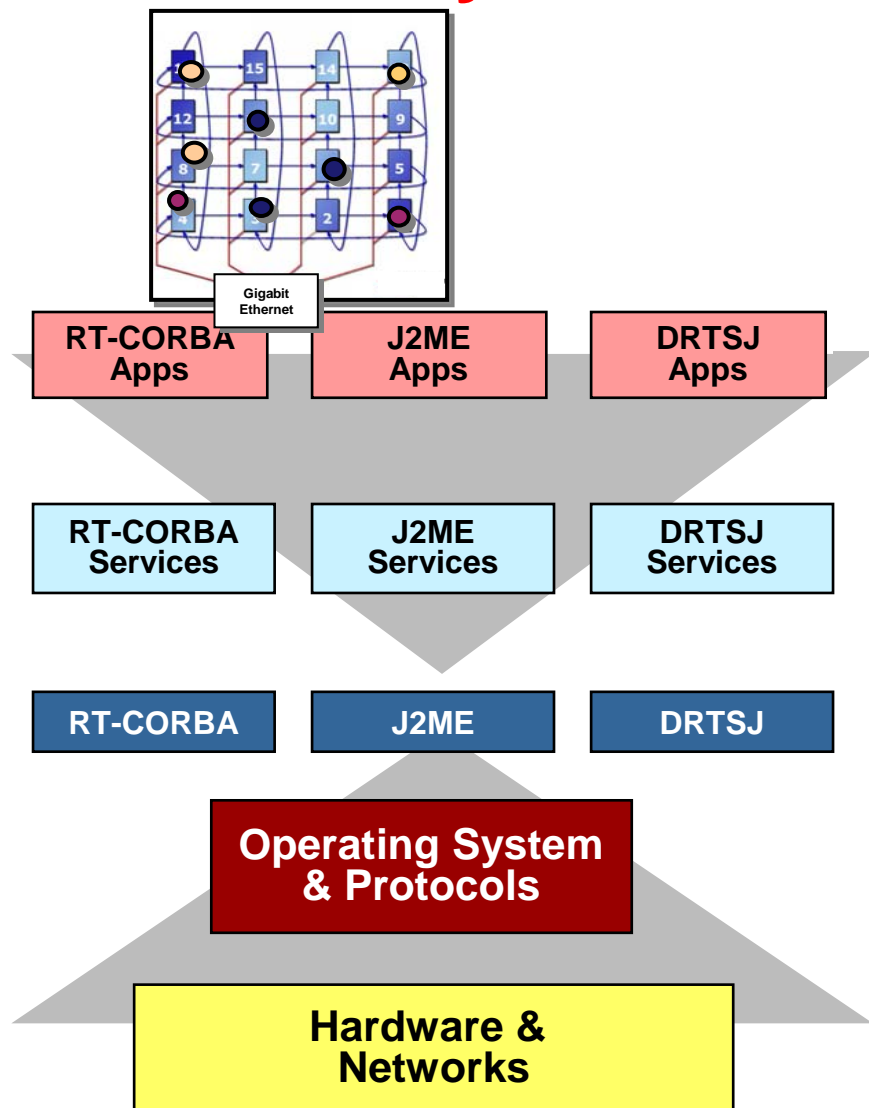 15 14
12 10 9
8 7 5
4 2
Gigabit
Ethernet
RT-CORBA
Apps
J2ME
Apps
DRTSJ
Apps
RT-CORBA
Services
J2ME
Services
DRTSJ
Services
RT-CORBA
J2ME
DRTSJ
Operating System
& Protocols
Hardware &
Networks